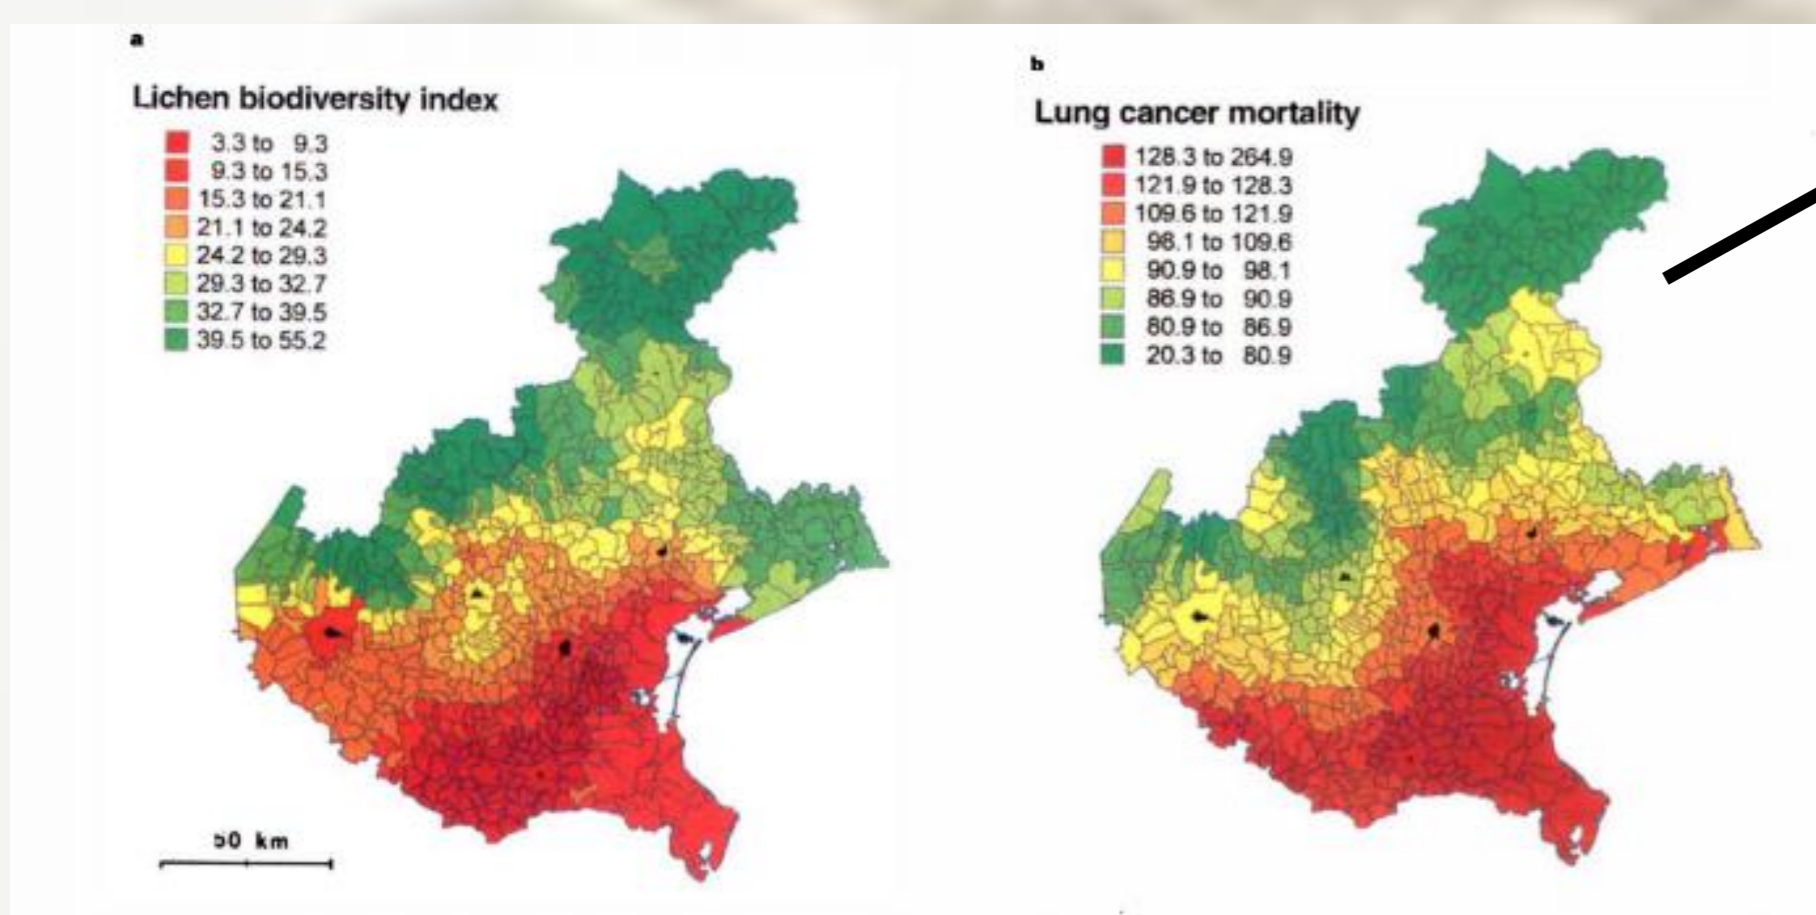 a
Lichen biodiversity index
3.3 to 9.3
9.3 to 15.3
15.3 to 21.1
21.1 to 24.2
24.2 to 29.3
29.3 to 32.7
32.7 to 39.5
39.5 to 55.2
50 km
b
Lung cancer mortality
128.3 to 264.9
121.9 to 128.3
109.6 to 121.9
98.1 to 109.6
90.9 to 98.1
86.9 to 90.9
80.9 to 86.9
20.3 to 80.9